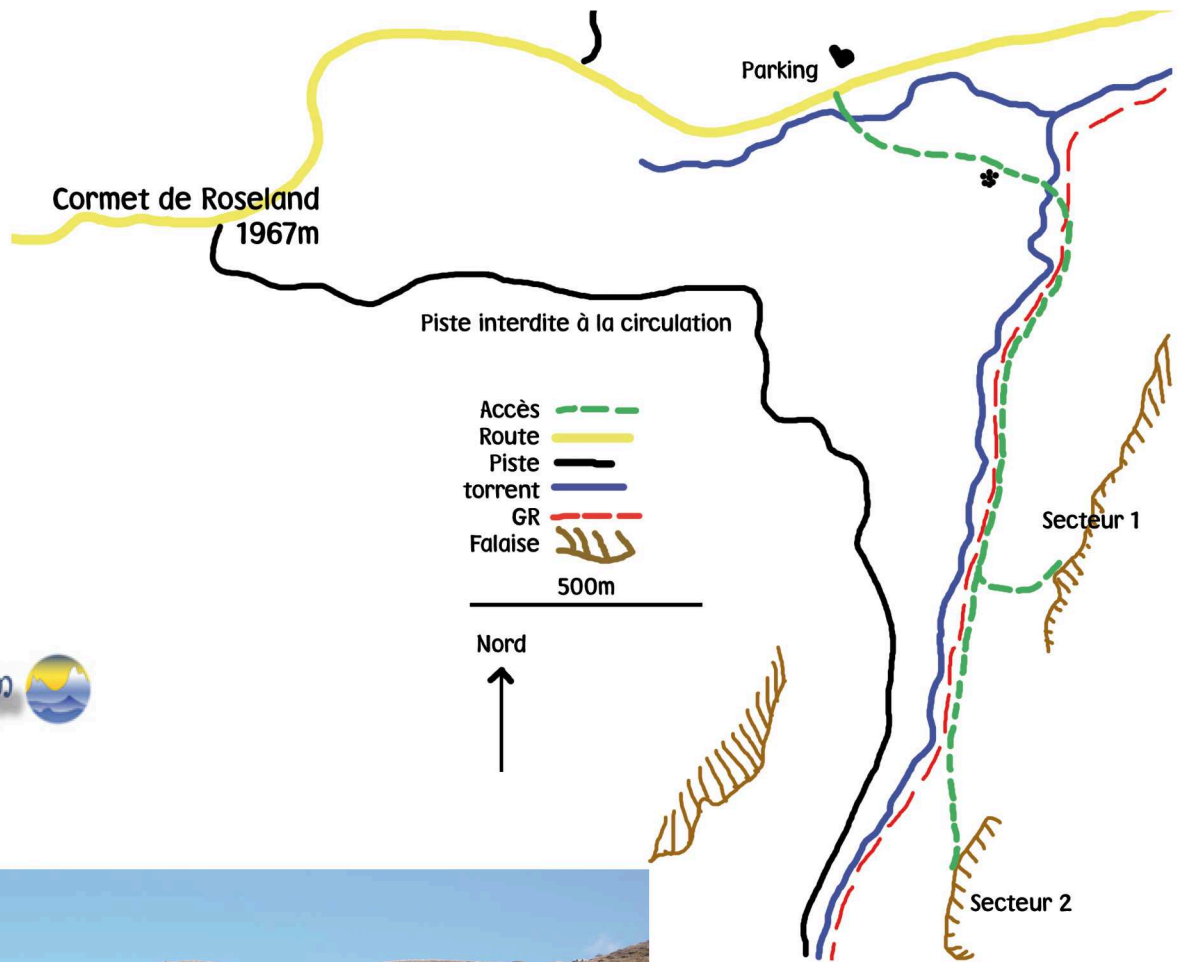 Parking
Cormet de Roseland
1967m
Piste interdite à la circulation
Accès
Route
Piste
torrent
GR
Falaise
500m
Nord
Secteur 1
Secteur 2